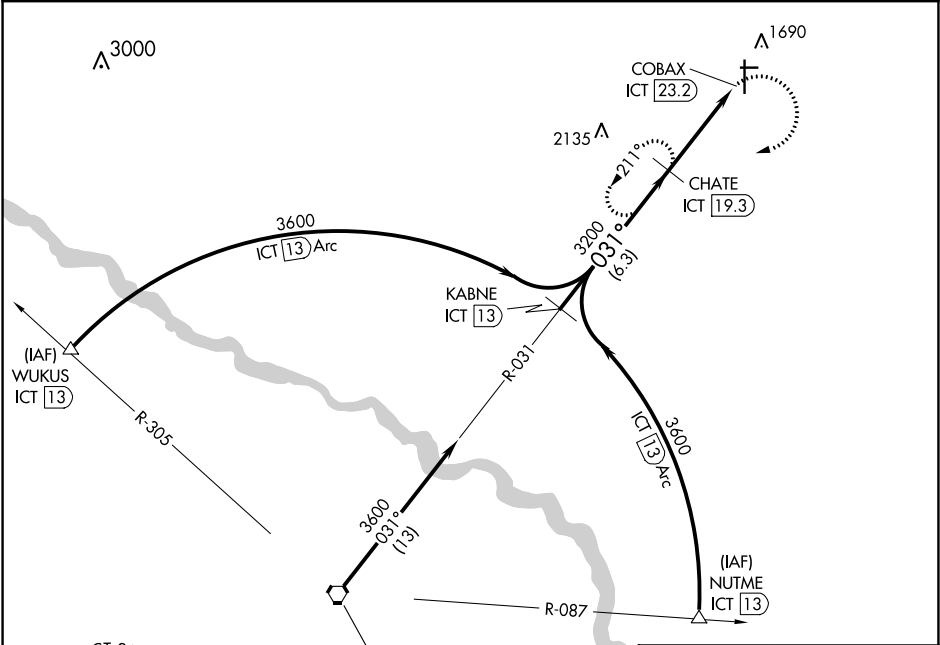 3000
1690
COBAX
ICT 23.2
2135
211°
CHATE
ICT 19.3
3600
ICT 13 Arc
3200
031°
(6.3)
KABNE
ICT 13
(IAF)
WUKUS
ICT 13
R-031
R-305
3600
ICT 13 Arc
3600
031°
(13)
(IAF)
NUTME
ICT 13
R-087